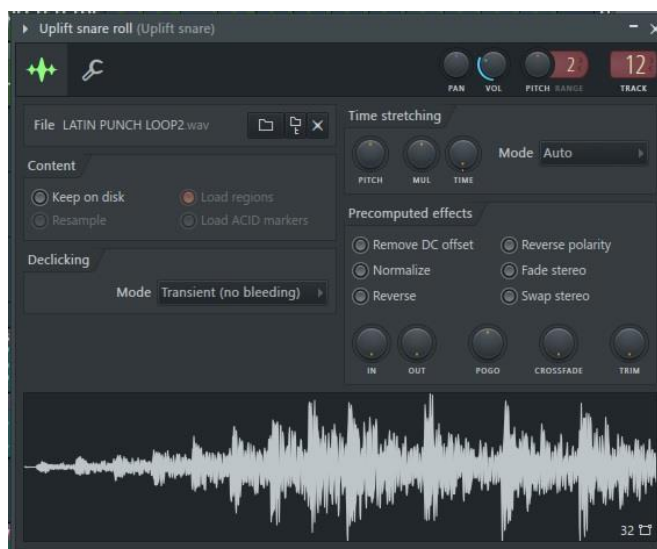 Uplift snare roll (Uplift snare)
2
12
PAN VOL PITCH RANGE TRACK
File LATIN PUNCH LOOP2.wav
Content
Keep on disk
Load regions
Resample
Load ACID markers
Declicking
Mode Transient (no bleeding)
Time stretching
Mode Auto
PITCH MUL TIME
Precomputed effects
Remove DC offset
Reverse polarity
Normalize
Fade stereo
Reverse
Swap stereo
IN OUT POGO CROSSFADE TRIM
32